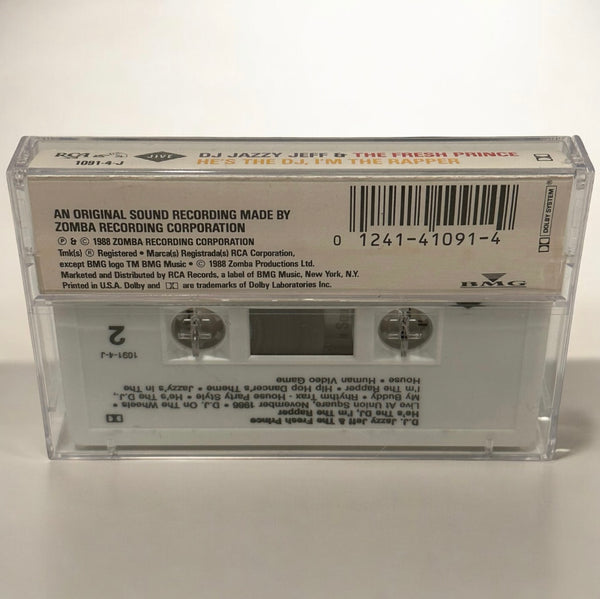 RCA
1091-4-J
JIVE
DJ JAZZY JEFF & THE FRESH PRINCE
HE'S THE DJ, I'M THE RAPPER
AN ORIGINAL SOUND RECORDING MADE BY
ZOMBA RECORDING CORPORATION
℗ & © 1988 ZOMBA RECORDING CORPORATION
Tmk(s) ® Registered • Marca(s) Registrada(s) RCA Corporation,
except BMG logo TM BMG Music • © 1988 Zomba Productions Ltd.
Marketed and Distributed by RCA Records, a label of BMG Music, New York, N.Y.
Printed in U.S.A. Dolby and are trademarks of Dolby Laboratories Inc.
0 1241-41091-4
DOLBY SYSTEM®
BMG
D.J. Jazzy Jeff & The Fresh Prince
He's The DJ, I'm The Rapper
Live At Union Square, November 1986 • D.J. On The Wheels •
My Buddy • Rhythm Trax - House Party Style • He's The D.J.,
I'm The Rapper • Hip Hop Dancer's Theme • Jazzy's In The
House • Human Video Game
2
1091-4-J